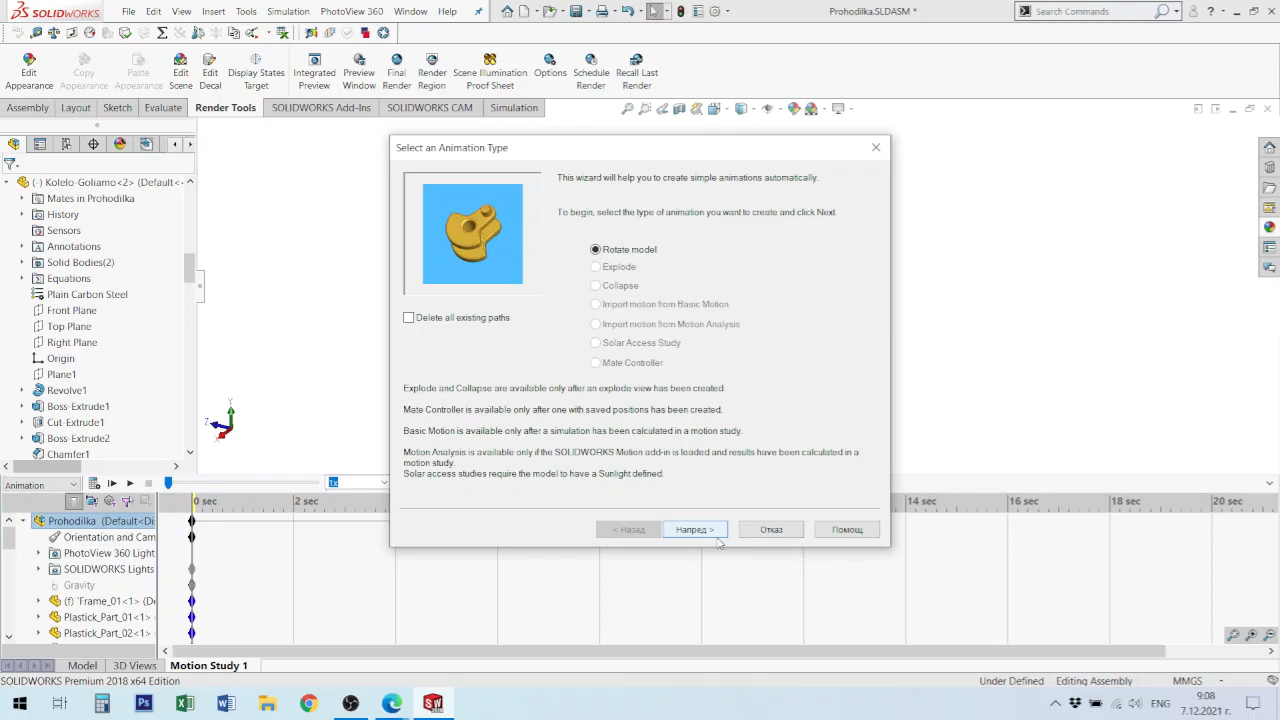 SOLIDWORKS File Edit View Insert Tools Simulation PhotoView 360 Window Help Prohodilka.SLDASM * Search Commands
Edit Appearance
Copy Appearance
Paste Appearance
Edit Scene
Edit Decal
Display States Target
Integrated Preview
Preview Window
Final Render
Render Region
Scene Illumination Proof Sheet
Options
Schedule Render
Recall Last Render
Assembly Layout Sketch Evaluate Render Tools SOLIDWORKS Add-Ins SOLIDWORKS CAM Simulation
(-) Kolelo-Goliamo<2> (Default<
Mates in Prohodilka
History
Sensors
Annotations
Solid Bodies(2)
Equations
Plain Carbon Steel
Front Plane
Top Plane
Right Plane
Origin
Plane1
Revolve1
Boss-Extrude1
Cut-Extrude1
Boss-Extrude2
Chamfer1
Y
Z
X
Select an Animation Type
This wizard will help you to create simple animations automatically.
To begin, select the type of animation you want to create and click Next.
Rotate model
Explode
Collapse
Import motion from Basic Motion
Import motion from Motion Analysis
Solar Access Study
Mate Controller
Delete all existing paths
Explode and Collapse are available only after an explode view has been created.
Mate Controller is available only after one with saved positions has been created.
Basic Motion is available only after a simulation has been calculated in a motion study.
Motion Analysis is available only if the SOLIDWORKS Motion add-in is loaded and results have been calculated in a
motion study.
Solar access studies require the model to have a Sunlight defined.
< Назад Напред > Отказ Помощ
Animation 1x
0 sec 2 sec 14 sec 16 sec 18 sec 20 sec
Prohodilka (Default<Di
Orientation and Cam
PhotoView 360 Light
SOLIDWORKS Lights
Gravity
(f) `Frame_01<1> (De
Plastick_Part_01<1>
Plastick_Part_02<1>
Model 3D Views Motion Study 1
SOLIDWORKS Premium 2018 x64 Edition Under Defined Editing Assembly MMGS
ENG
9:08
7.12.2021 г.